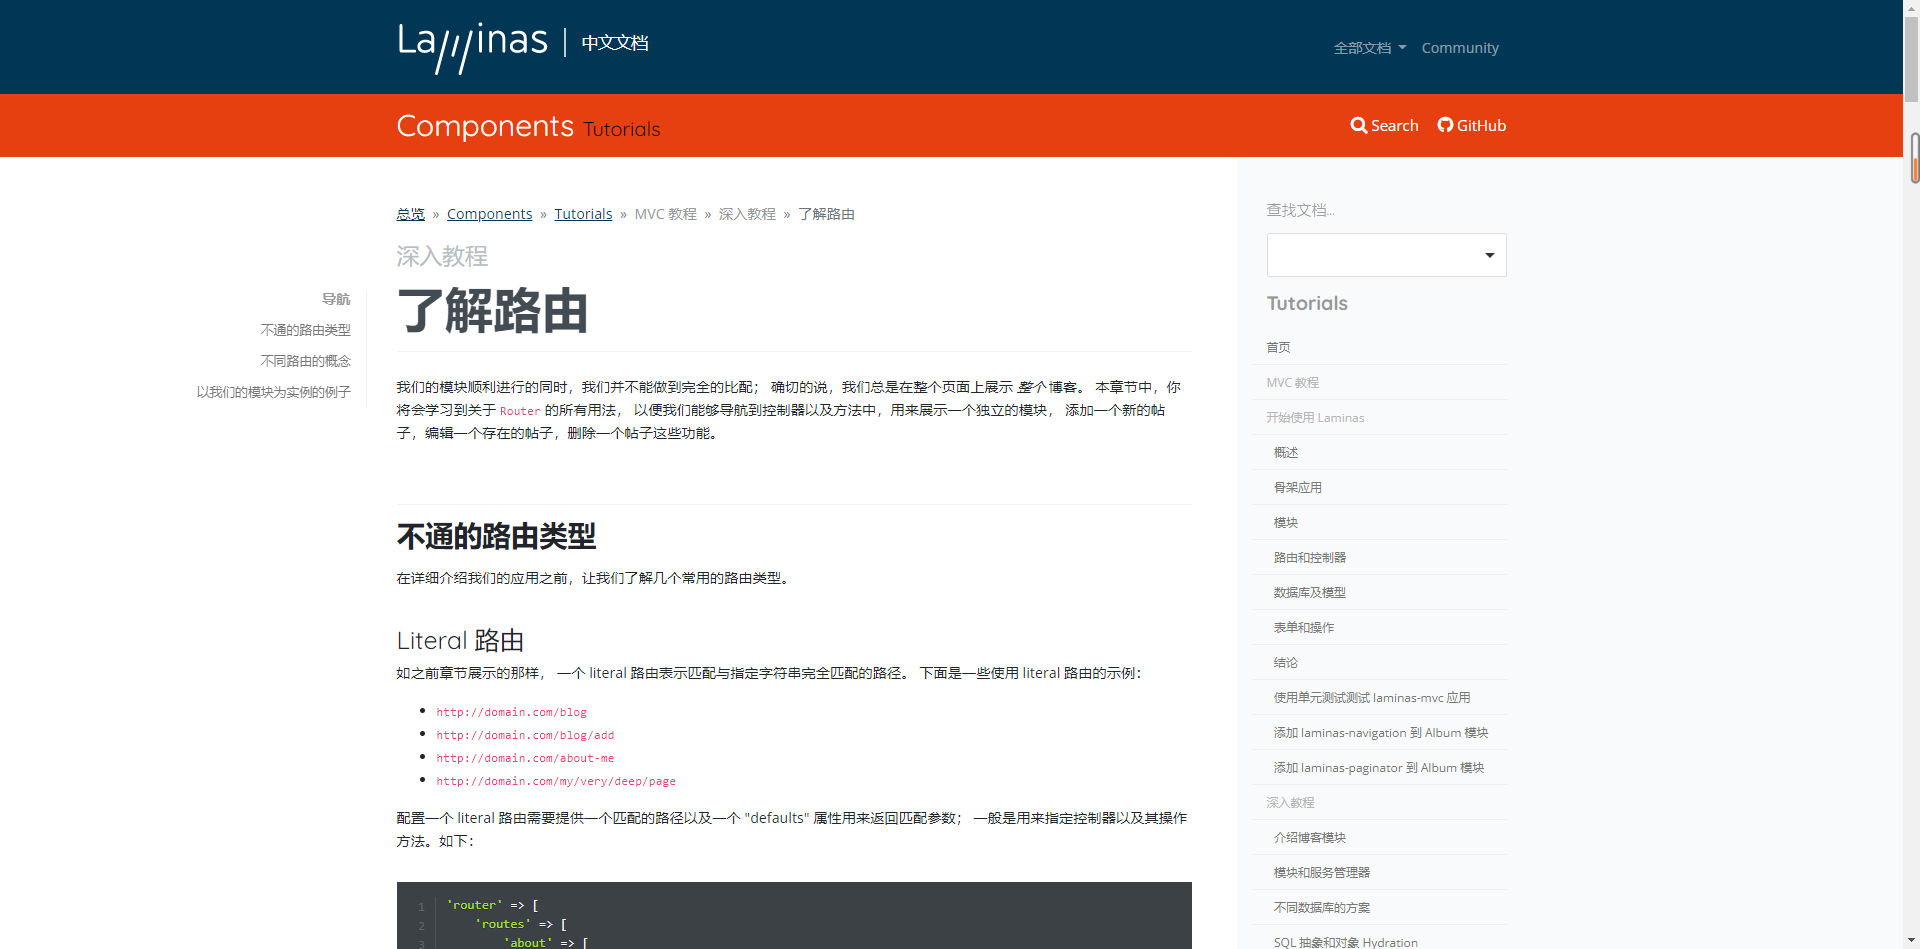 Laminas | 中文文档
全部文档 Community
Components Tutorials
Search GitHub
总览 » Components » Tutorials » MVC 教程 » 深入教程 » 了解路由
深入教程
了解路由
导航
不通的路由类型
不同路由的概念
以我们的模块为实例的例子
我们的模块顺利进行的同时，我们并不能做到完全的比配； 确切的说，我们总是在整个页面上展示 整个 博客。 本章节中，你
将会学习到关于 Router 的所有用法， 以便我们能够导航到控制器以及方法中，用来展示一个独立的模块， 添加一个新的帖
子，编辑一个存在的帖子，删除一个帖子这些功能。
不通的路由类型
在详细介绍我们的应用之前，让我们了解几个常用的路由类型。
Literal 路由
如之前章节展示的那样， 一个 literal 路由表示匹配与指定字符串完全匹配的路径。 下面是一些使用 literal 路由的示例：
http://domain.com/blog
http://domain.com/blog/add
http://domain.com/about-me
http://domain.com/my/very/deep/page
配置一个 literal 路由需要提供一个匹配的路径以及一个 "defaults" 属性用来返回匹配参数； 一般是用来指定控制器以及其操作
方法。如下：
1 'router' => [
2 'routes' => [
3 'about' => [
查找文档...
Tutorials
首页
MVC 教程
开始使用 Laminas
概述
骨架应用
模块
路由和控制器
数据库及模型
表单和操作
结论
使用单元测试测试 laminas-mvc 应用
添加 laminas-navigation 到 Album 模块
添加 laminas-paginator 到 Album 模块
深入教程
介绍博客模块
模块和服务管理器
不同数据库的方案
SQL 抽象和对象 Hydration